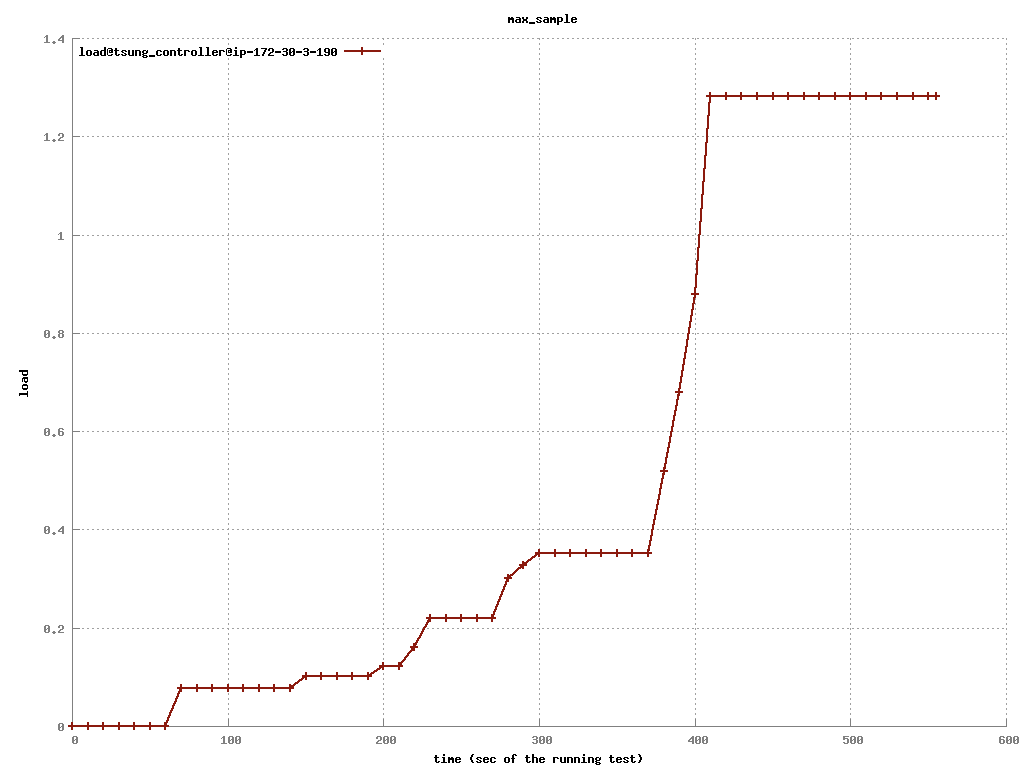 max_sample
1.4
load@tsung_controller@ip-172-30-3-190
1.2
1
0.8
load
0.6
0.4
0.2
0
0 100 200 300 400 500 600
time (sec of the running test)